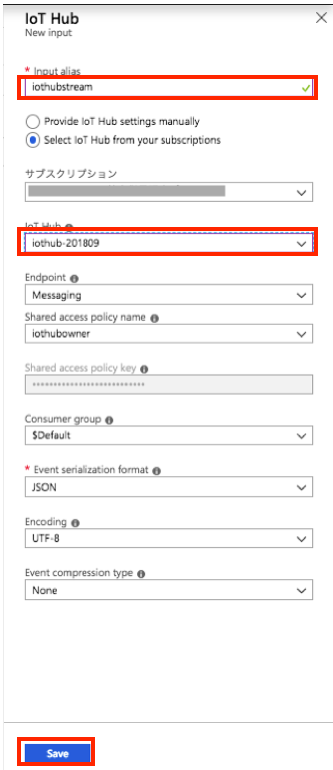 IoT Hub
New input
* Input alias
iothubstream
Provide IoT Hub settings manually
Select IoT Hub from your subscriptions
サブスクリプション
IoT Hub
iothub-201809
Endpoint
Messaging
Shared access policy name
iothubowner
Shared access policy key
****************************
Consumer group
$Default
* Event serialization format
JSON
Encoding
UTF-8
Event compression type
None
Save